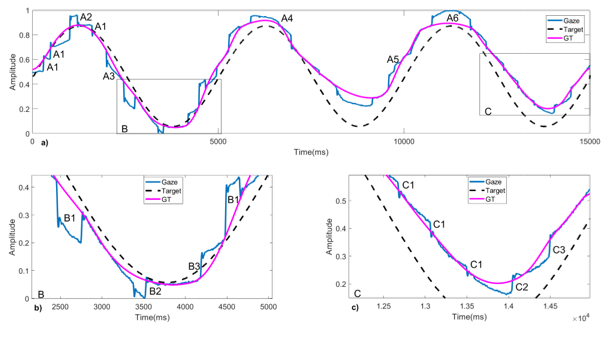 1
0.8
0.6
0.4
0.2
0
Amplitude
A1
A1
A2
A1
A3
A4
A5
A6
B
C
Gaze
Target
GT
0
5000
10000
15000
Time(ms)
a)
0.4
0.3
0.2
0.1
0
Amplitude
B1
B2
B3
B1
Gaze
Target
GT
B
2500
3000
3500
4000
4500
5000
Time(ms)
b)
0.5
0.4
0.3
0.2
Amplitude
C1
C1
C1
C2
C3
Gaze
Target
GT
C
1.25
1.3
1.35
1.4
1.45
×10⁴
Time(ms)
c)